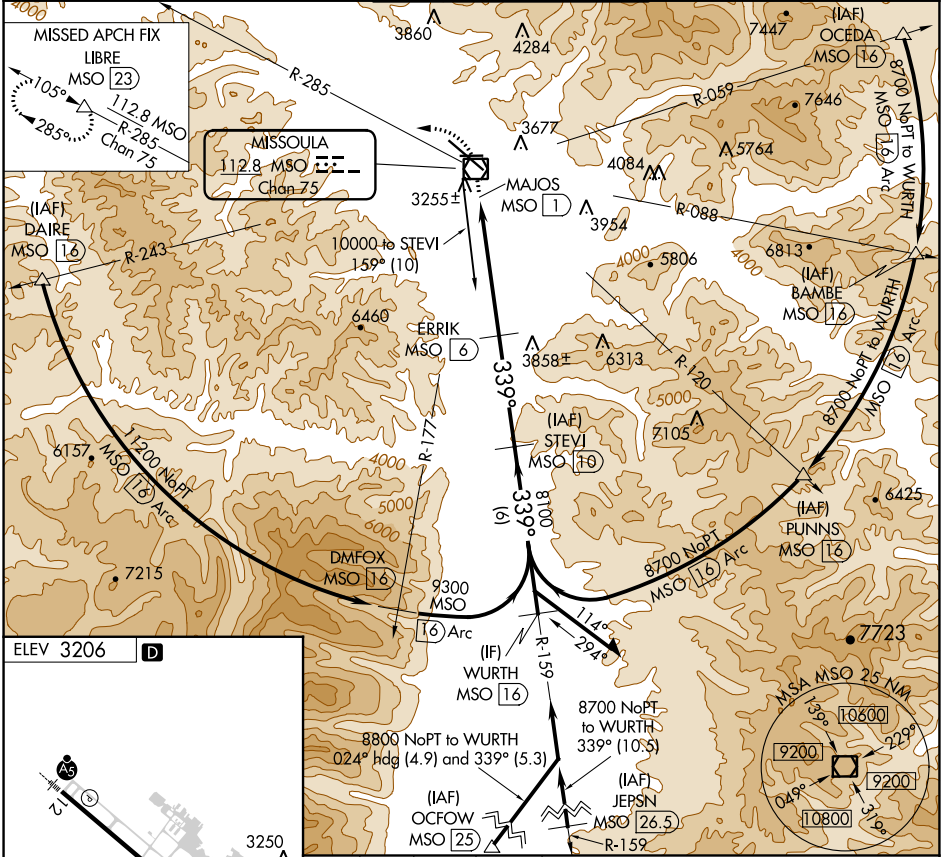 4000
3860
4284
7447
(IAF)
OCEDA
MSO 16
MISSED APCH FIX
LIBRE
MSO 23
105°
112.8 MSO
285°
R-285
Chan 75
R-285
R-059
7646
8700 NoPT to WURTH
MSO 16 Arc
MISSOULA
112.8 MSO
Chan 75
3677
4084
5764
3255±
MAJOS
MSO 1
3954
R-088
(IAF)
DAIRE
MSO 16
R-243
10000 to STEVI
159° (10)
4000
5806
4000
6813
(IAF)
BAMBE
MSO 16
6460
ERRIK
MSO 6
3858±
6313
R-120
8700 NoPT to WURTH
MSO 16 Arc
339°
5000
7105
R-177
6157
11200 NoPT
MSO 16 Arc
4000
5000
6000
(IAF)
STEVI
MSO 10
6425
(IAF)
PUNNS
MSO 16
339°
8100
(6)
7215
DMFOX
MSO 16
9300
MSO
16 Arc
8700 NoPT
MSO 16 Arc
114°
294°
7723
ELEV 3206 D
(IF)
WURTH
MSO 16
R-159
8700 NoPT
to WURTH
339° (10.5)
8800 NoPT to WURTH
024° hdg (4.9) and 339° (5.3)
MSA MSO 25 NM
139°
10600
229°
9200
9200
049°
10800
319°
A5
P
12
3250
(IAF)
OCFOW
MSO 25
(IAF)
JEPSN
MSO 26.5
R-159